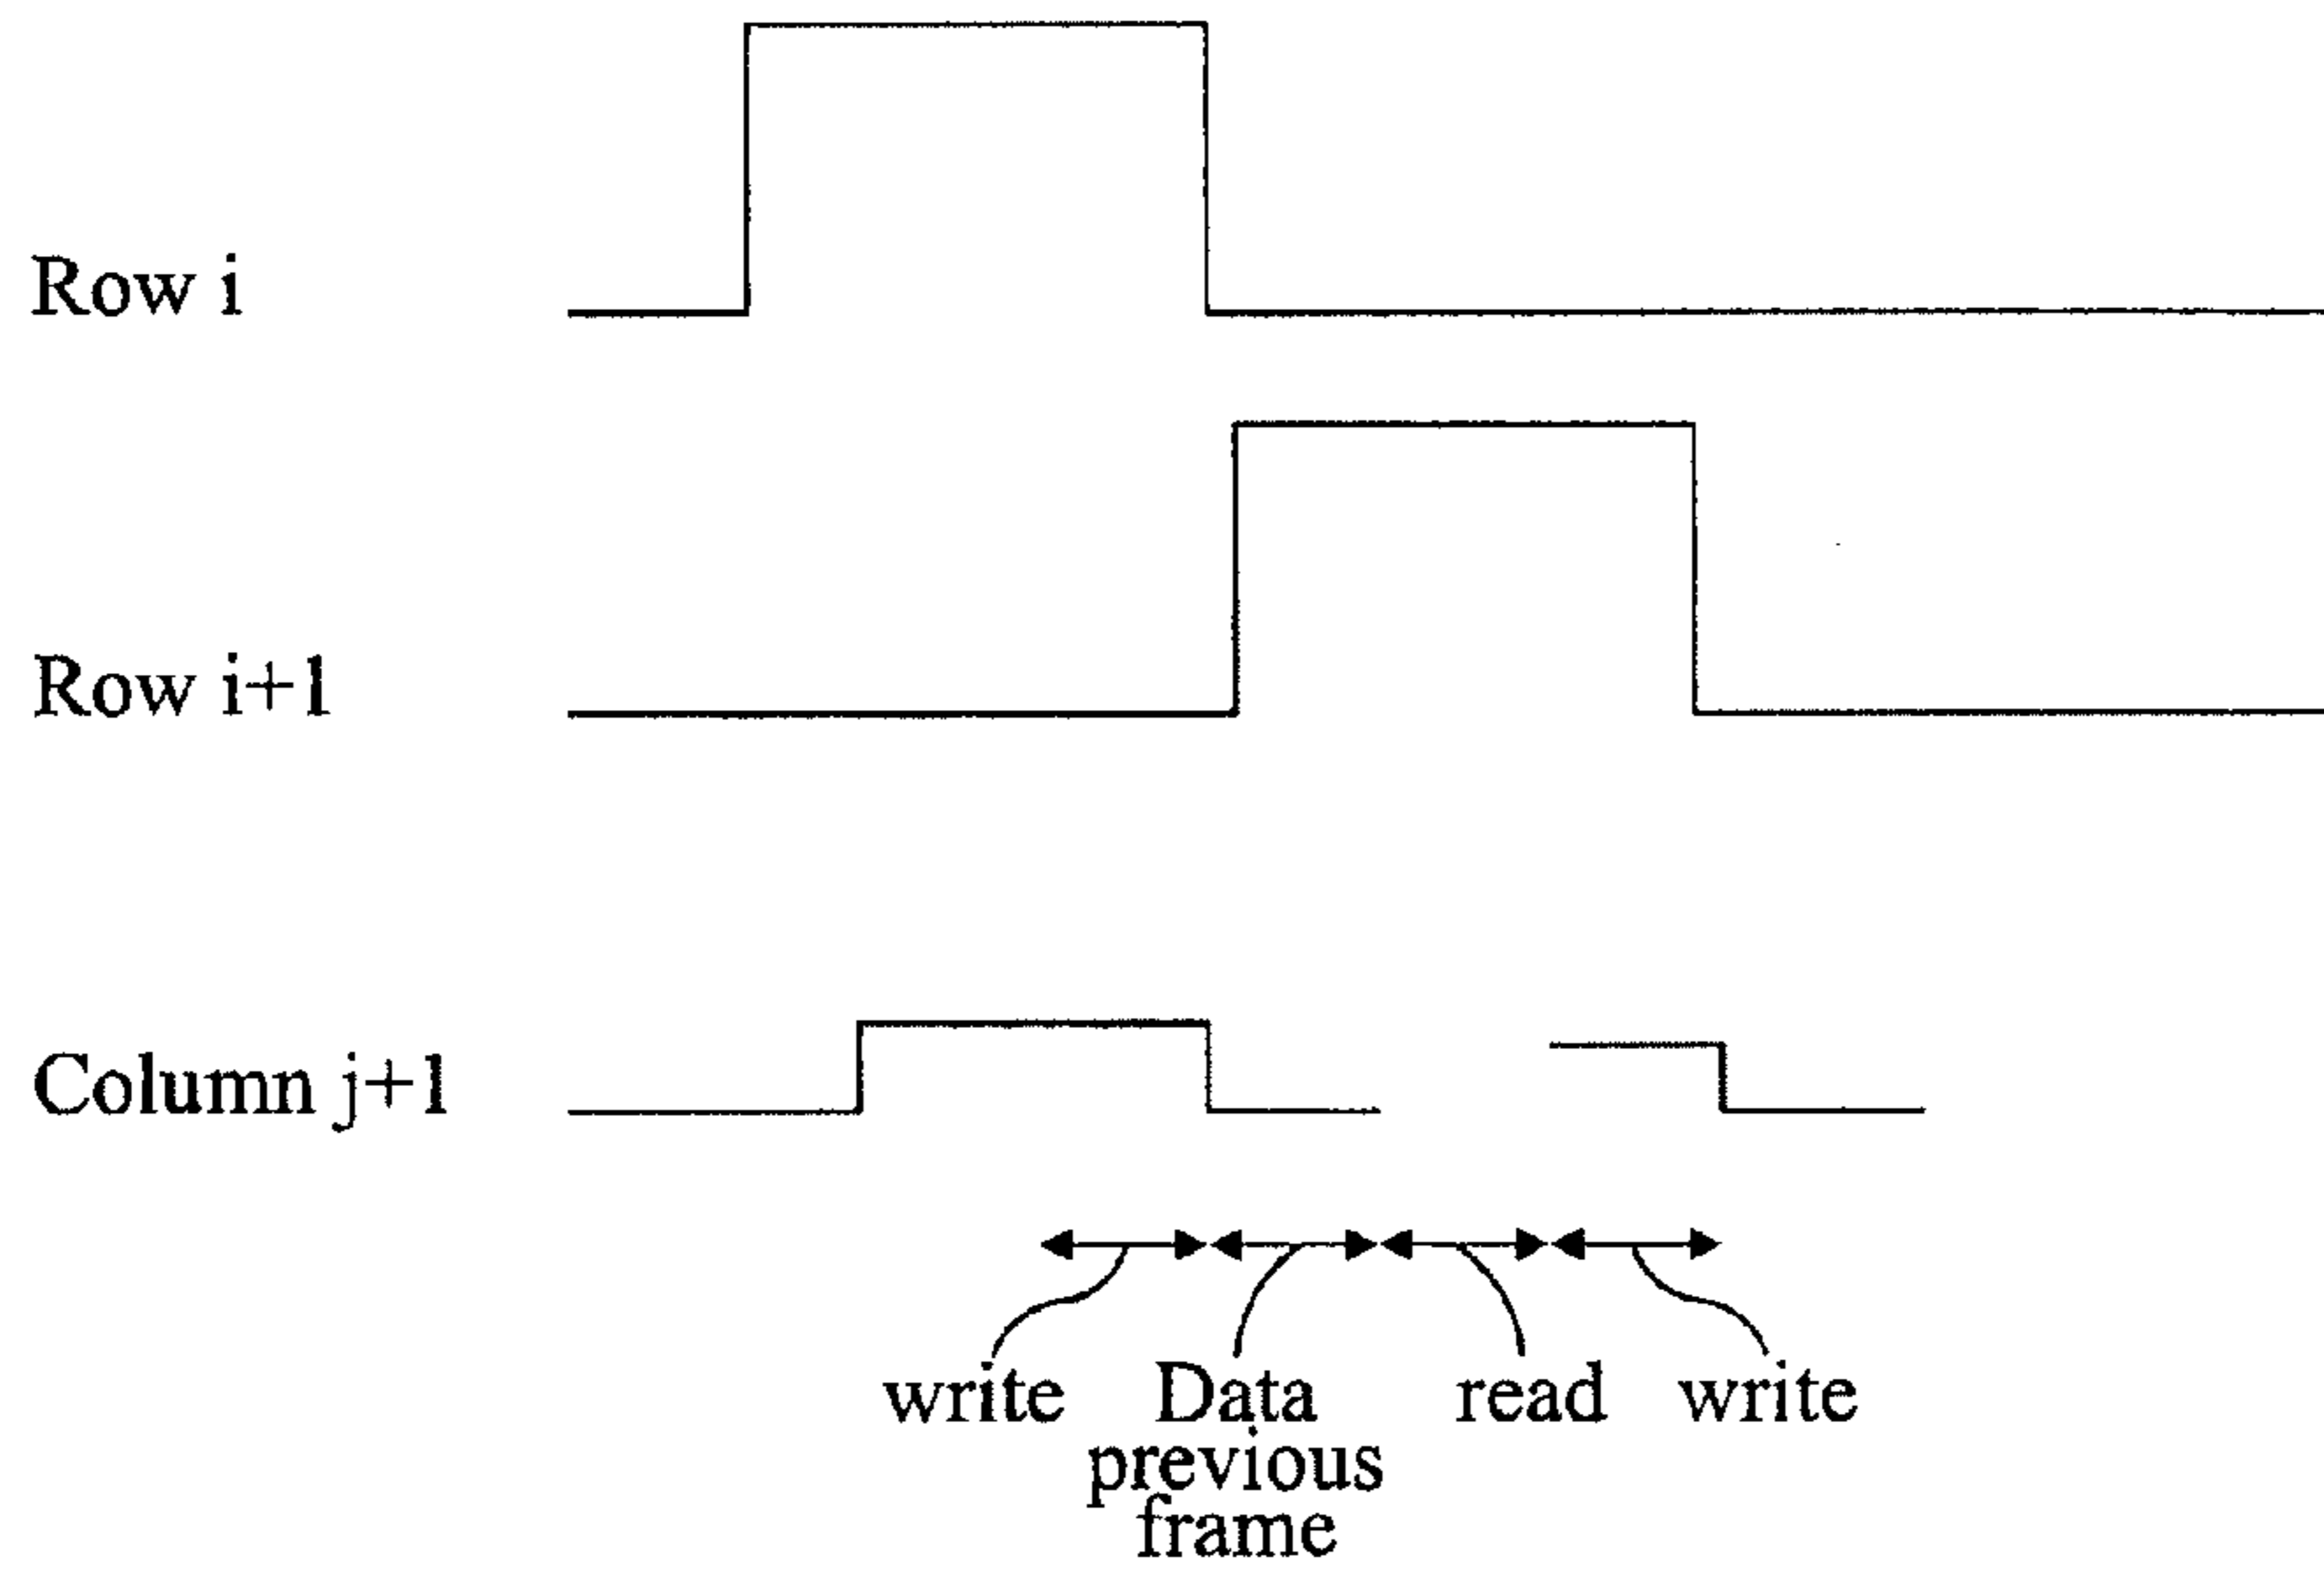 Row i
Row i+1
Column j+1
write
Data
previous
frame
read
write